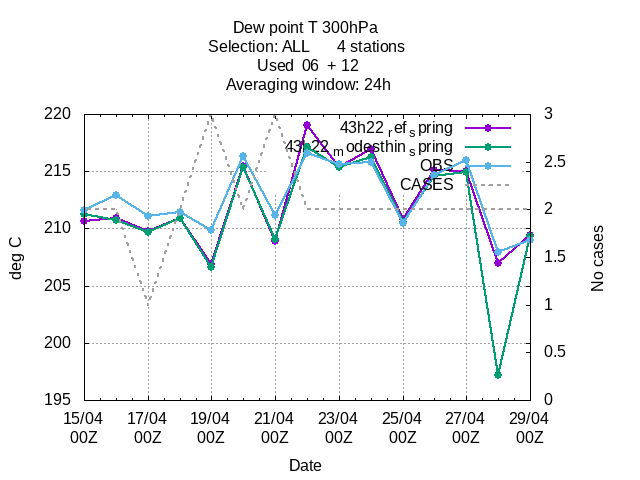 Dew point T 300hPa
Selection: ALL      4 stations
Used  06  + 12
Averaging window: 24h
220
215
210
205
200
195
3
2.5
2
1.5
1
0.5
0
deg C
No cases
43h22_ref_spring
43h22_modesthin_spring
OBS
CASES
15/04 17/04 19/04 21/04 23/04 25/04 27/04 29/04
00Z 00Z 00Z 00Z 00Z 00Z 00Z 00Z
Date